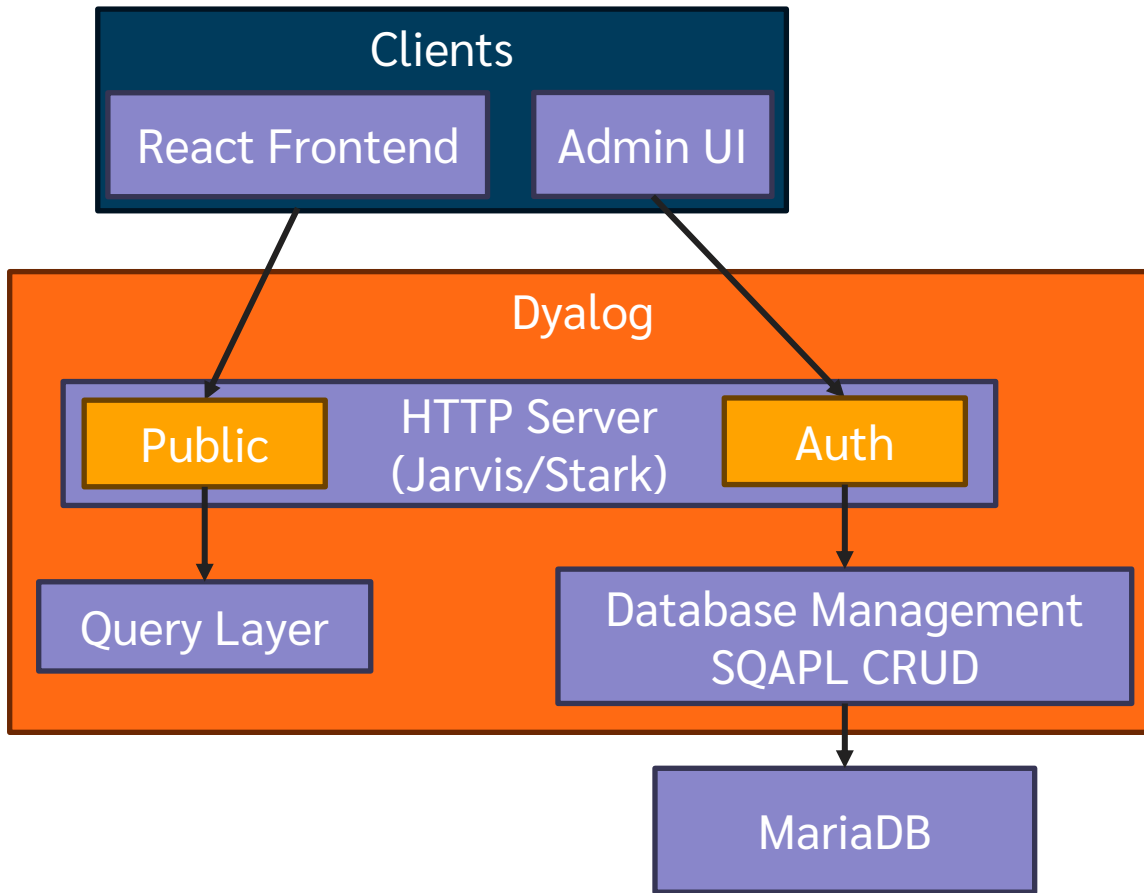 Clients
React Frontend
Admin UI
Dyalog
Public
HTTP Server
(Jarvis/Stark)
Auth
Query Layer
Database Management
SQAPL CRUD
MariaDB